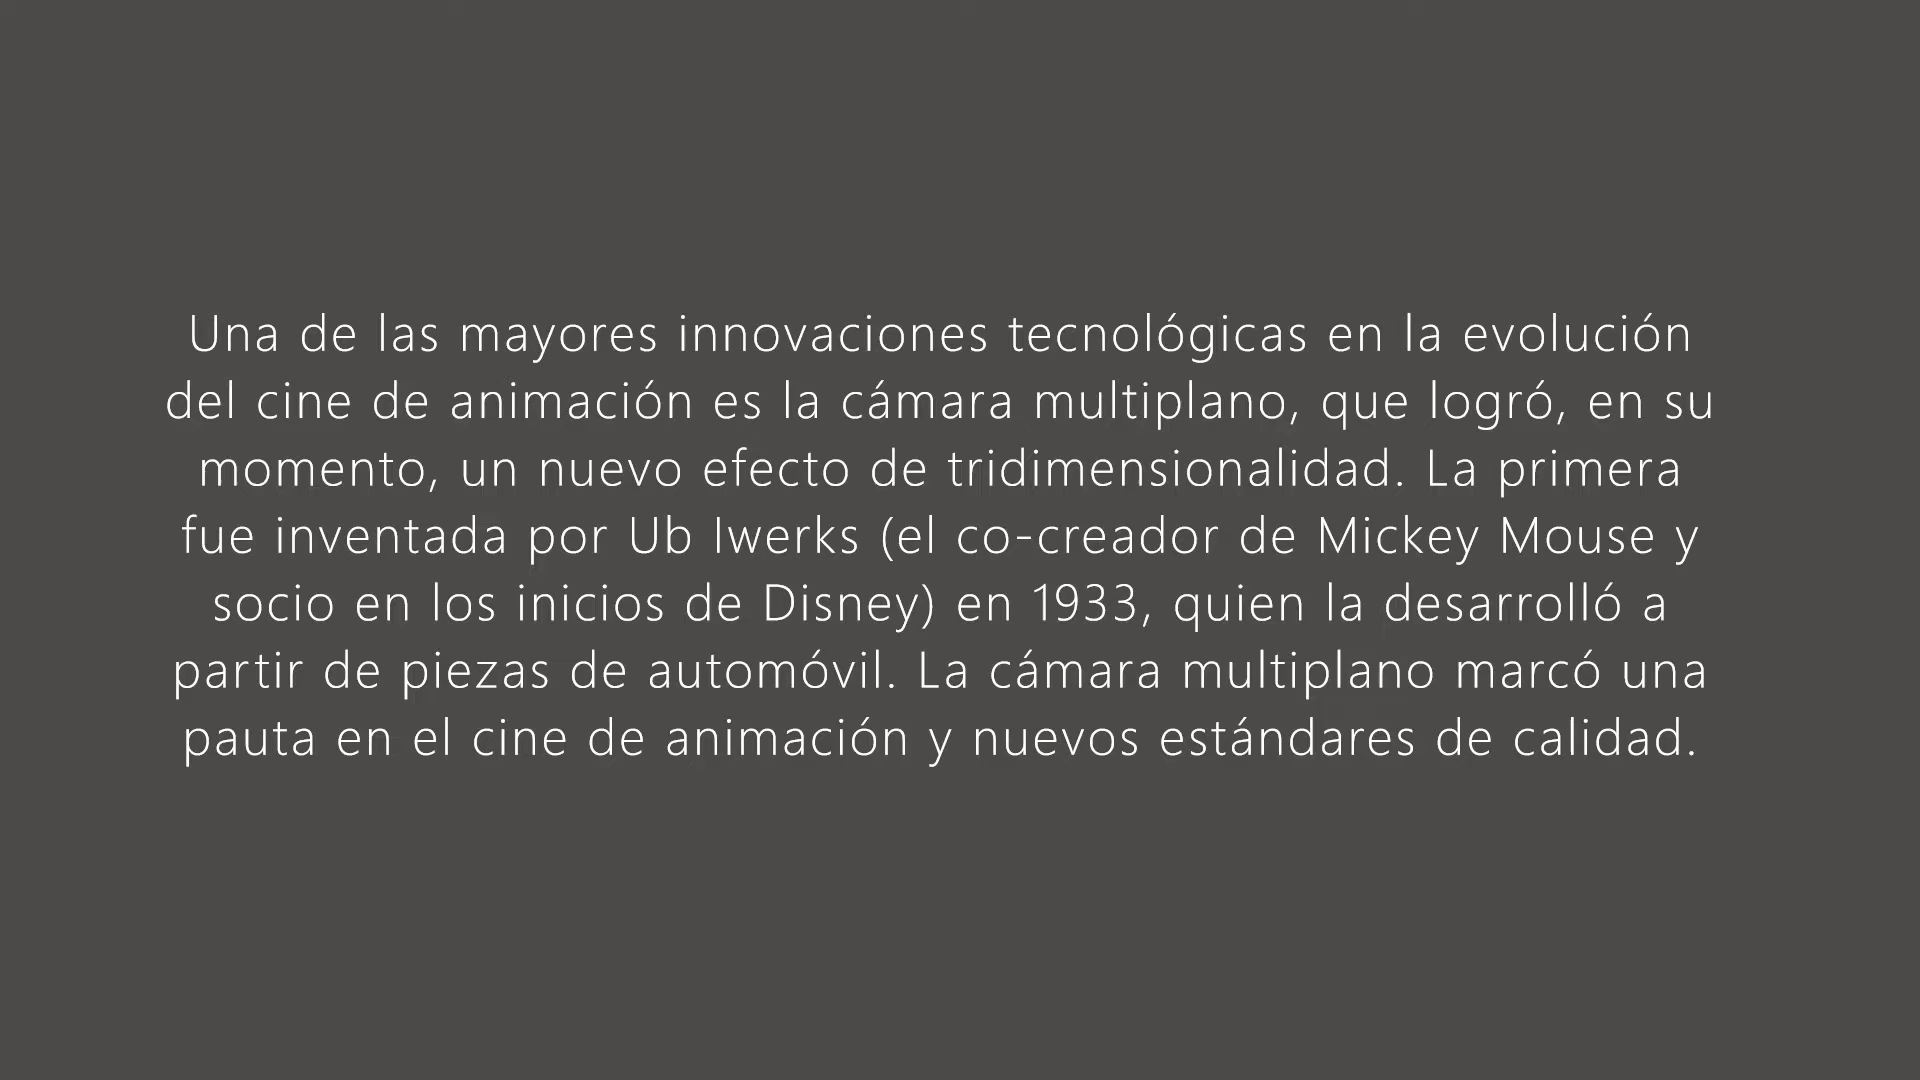 Una de las mayores innovaciones tecnológicas en la evolución
del cine de animación es la cámara multiplano, que logró, en su
momento, un nuevo efecto de tridimensionalidad. La primera
fue inventada por Ub Iwerks (el co-creador de Mickey Mouse y
socio en los inicios de Disney) en 1933, quien la desarrolló a
partir de piezas de automóvil. La cámara multiplano marcó una
pauta en el cine de animación y nuevos estándares de calidad.